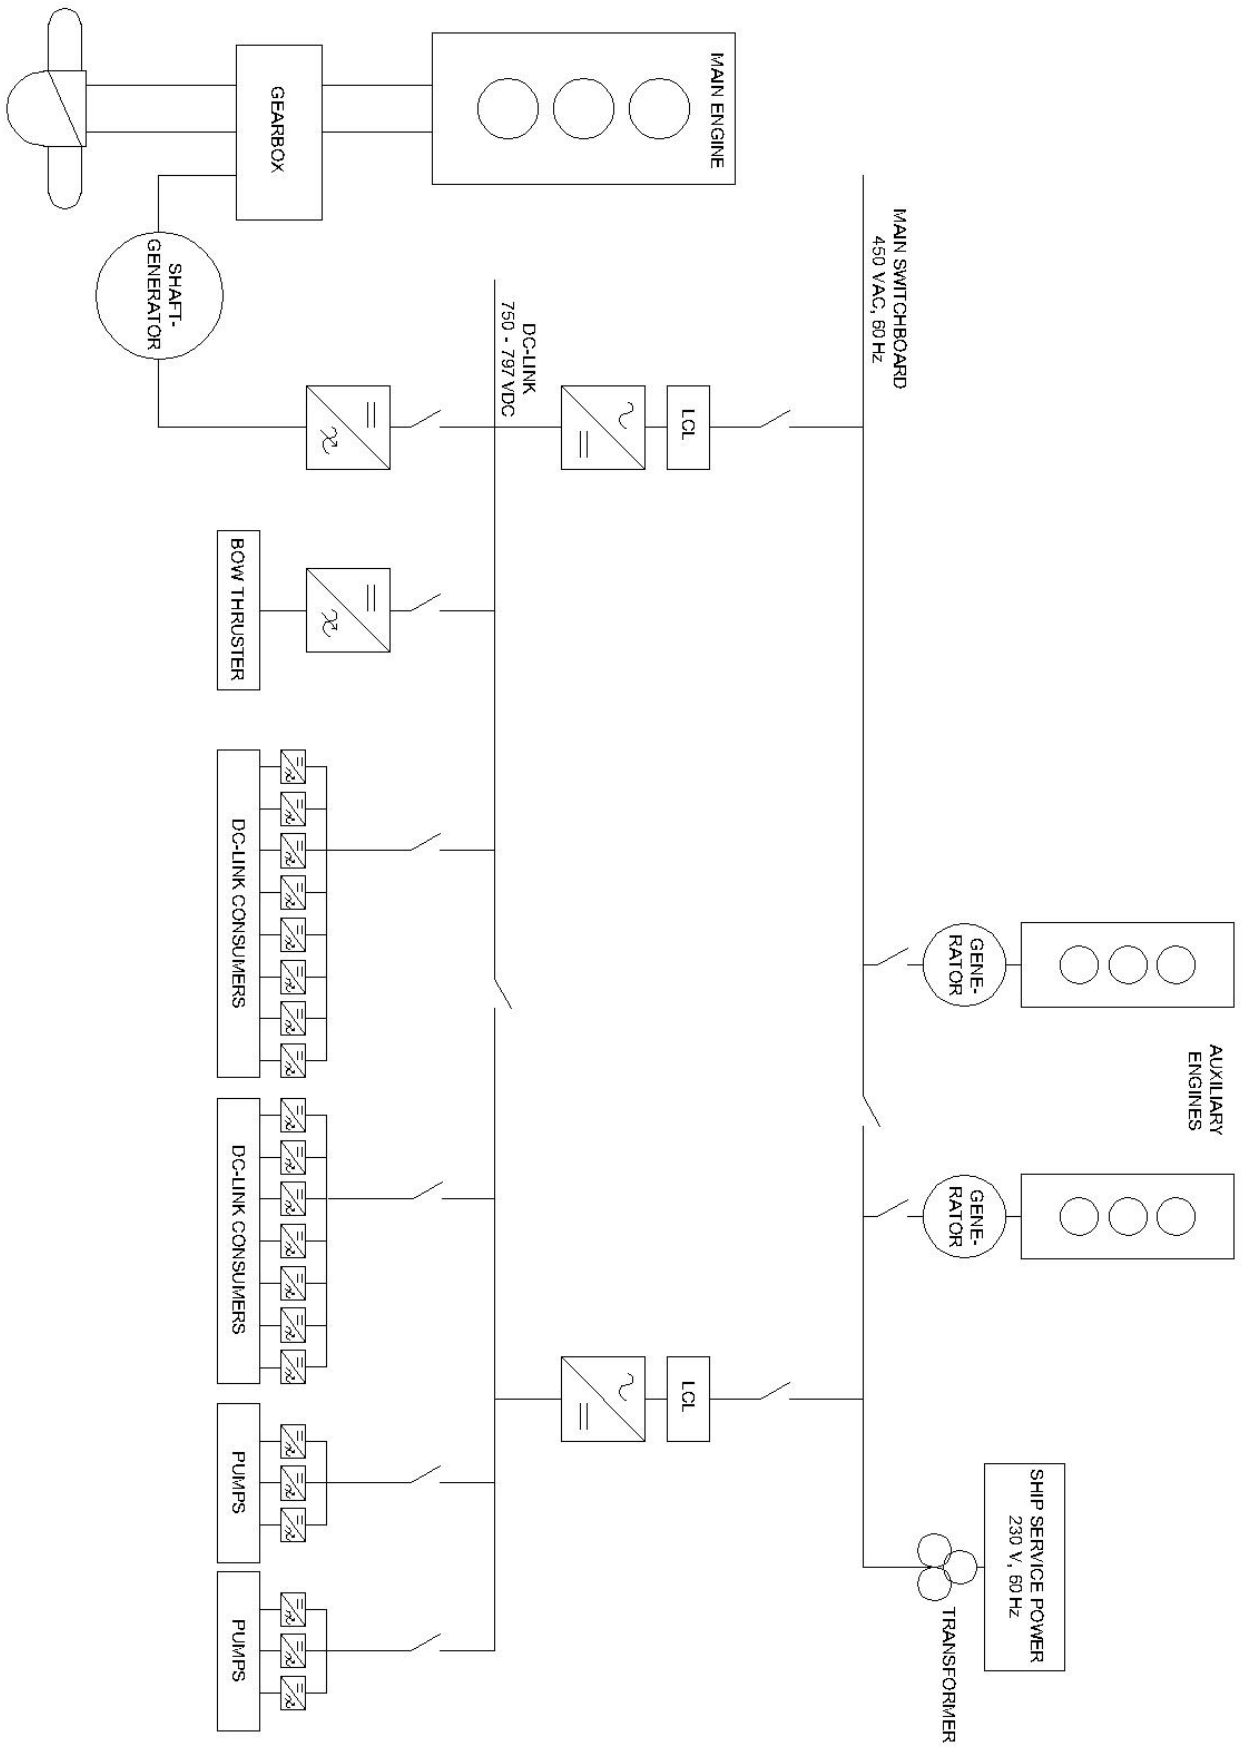 AUXILIARY
ENGINES
SHIP SERVICE POWER
230 V, 60 Hz
GENE-
RATOR
GENE-
RATOR
TRANSFORMER
MAIN SWITCHBOARD
450 VAC, 60 Hz
MAIN ENGINE
LCL
LCL
DC-LINK
750 - 797 VDC
GEARBOX
SHAFT-
GENERATOR
BOW THRUSTER
DC-LINK CONSUMERS
DC-LINK CONSUMERS
PUMPS
PUMPS